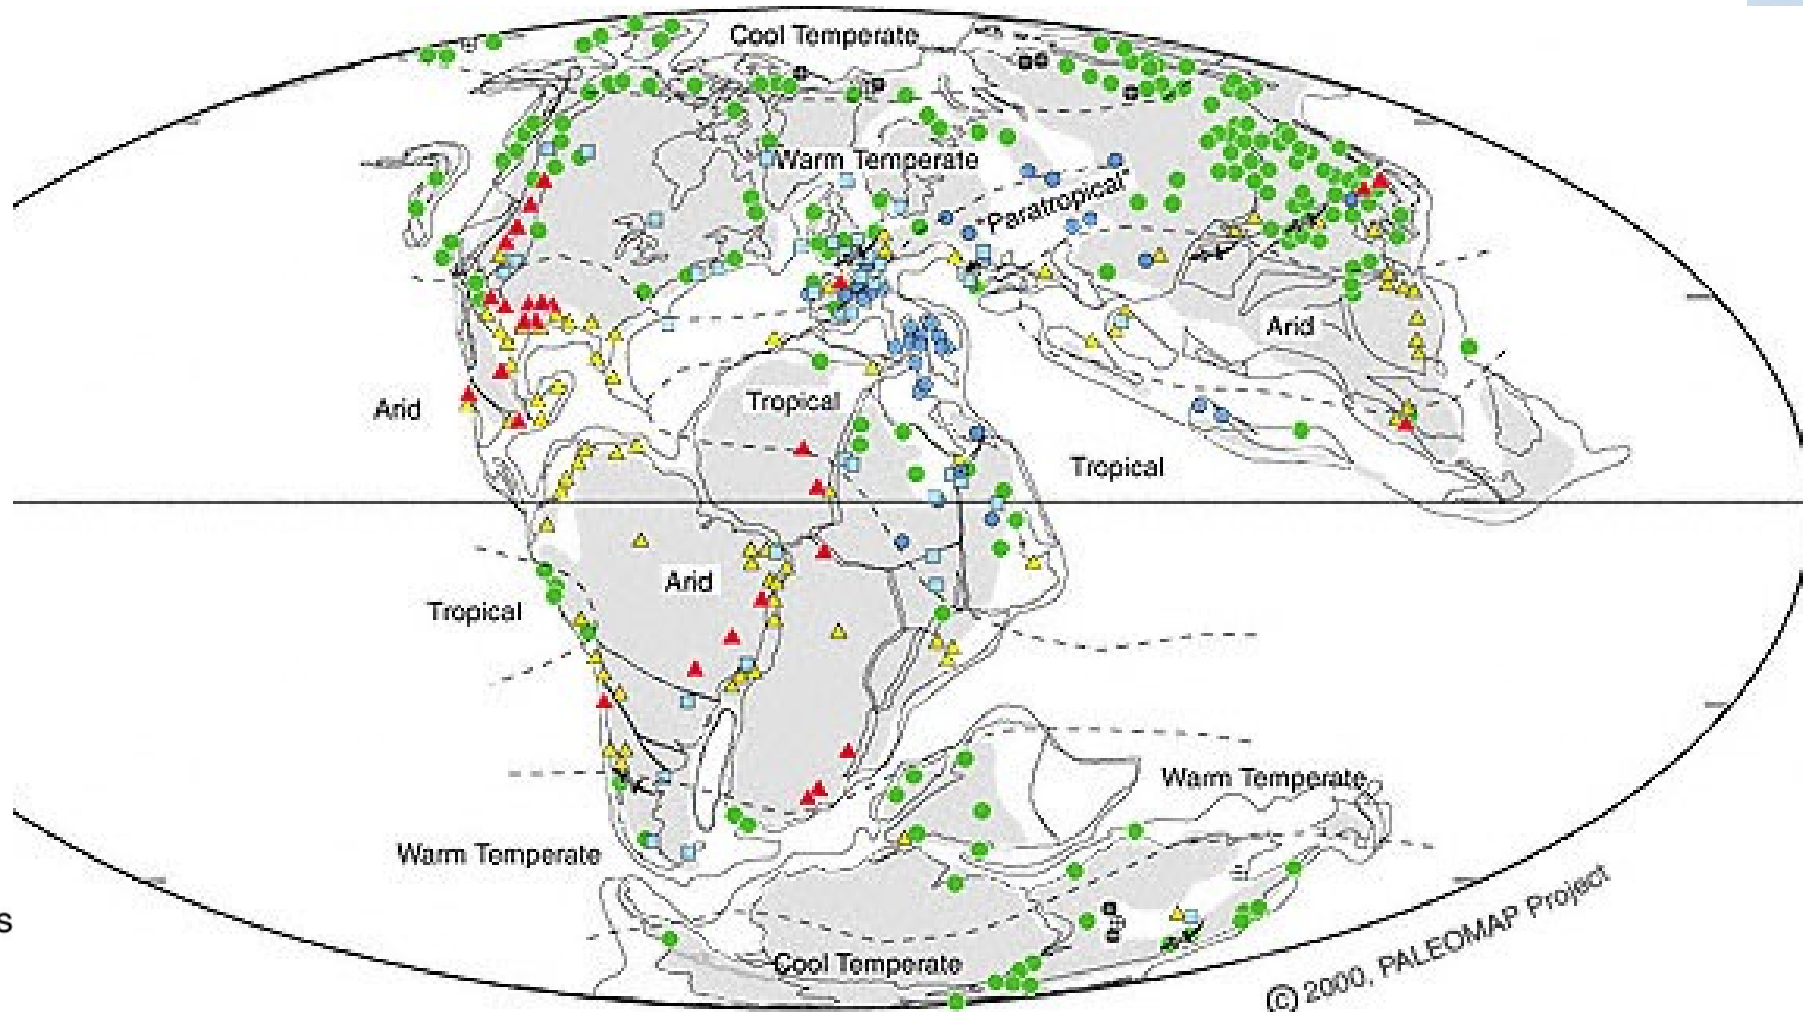 Cool Temperate
Warm Temperate
"Paratropical"
Arid
Tropical
Arid
Tropical
Arid
Tropical
Warm Temperate
Warm Temperate
s
Cool Temperate
© 2000, PALEOMAP Project